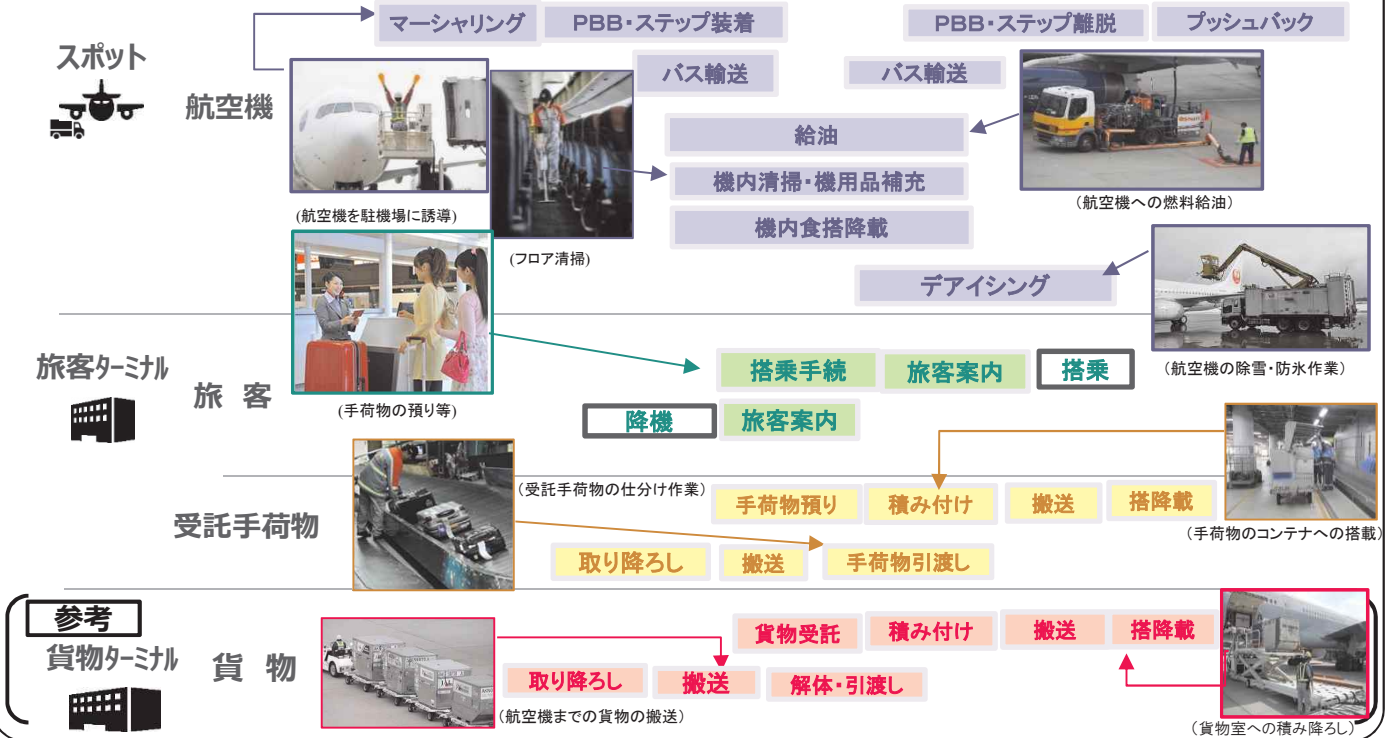 マーシャリング
PBB・ステップ装着
PBB・ステップ離脱
プッシュバック
スポット
バス輸送
バス輸送
航空機
給油
機内清掃・機用品補充
(航空機を駐機場に誘導)
(航空機への燃料給油)
機内食搭降載
(フロア清掃)
デアイシング
旅客ターミナル
搭乗手続
旅客案内
搭乗
(航空機の除雪・防氷作業)
旅 客
(手荷物の預り等)
降機
旅客案内
(受託手荷物の仕分け作業)
手荷物預り
積み付け
搬送
搭降載
受託手荷物
(手荷物のコンテナへの搭載)
取り降ろし
搬送
手荷物引渡し
参考
貨物受託
積み付け
搬送
搭降載
貨物ターミナル
貨 物
取り降ろし
搬送
解体・引渡し
(航空機までの貨物の搬送)
(貨物室への積み降ろし)